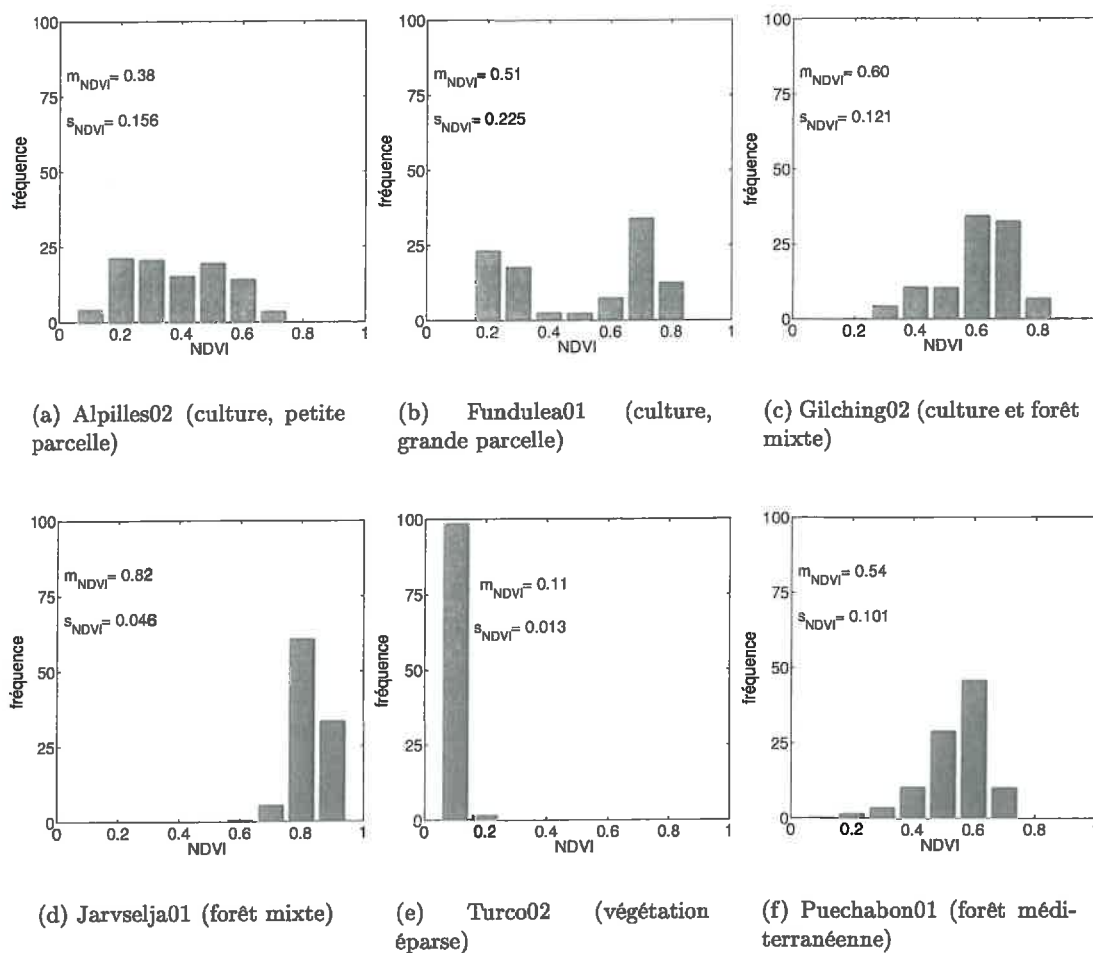 100
75
50
25
0
fréquence
m_NDVI= 0.38
s_NDVI= 0.156
0 0.2 0.4 0.6 0.8 1
NDVI
(a) Alpilles02 (culture, petite
parcelle)
100
75
50
25
0
fréquence
m_NDVI= 0.51
s_NDVI= 0.225
0 0.2 0.4 0.6 0.8 1
NDVI
(b) Fundulea01 (culture,
grande parcelle)
100
75
50
25
0
fréquence
m_NDVI= 0.60
s_NDVI= 0.121
0 0.2 0.4 0.6 0.8
NDVI
(c) Gilching02 (culture et forêt
mixte)
100
75
50
25
0
fréquence
m_NDVI= 0.82
s_NDVI= 0.046
0 0.2 0.4 0.6 0.8 1
NDVI
(d) Jarvselja01 (forêt mixte)
100
75
50
25
0
fréquence
m_NDVI= 0.11
s_NDVI= 0.013
0 0.2 0.4 0.6 0.8 1
NDVI
(e) Turco02 (végétation
éparse)
100
75
50
25
0
fréquence
m_NDVI= 0.54
s_NDVI= 0.101
0 0.2 0.4 0.6 0.8
NDVI
(f) Puechabon01 (forêt médi-
terranéenne)